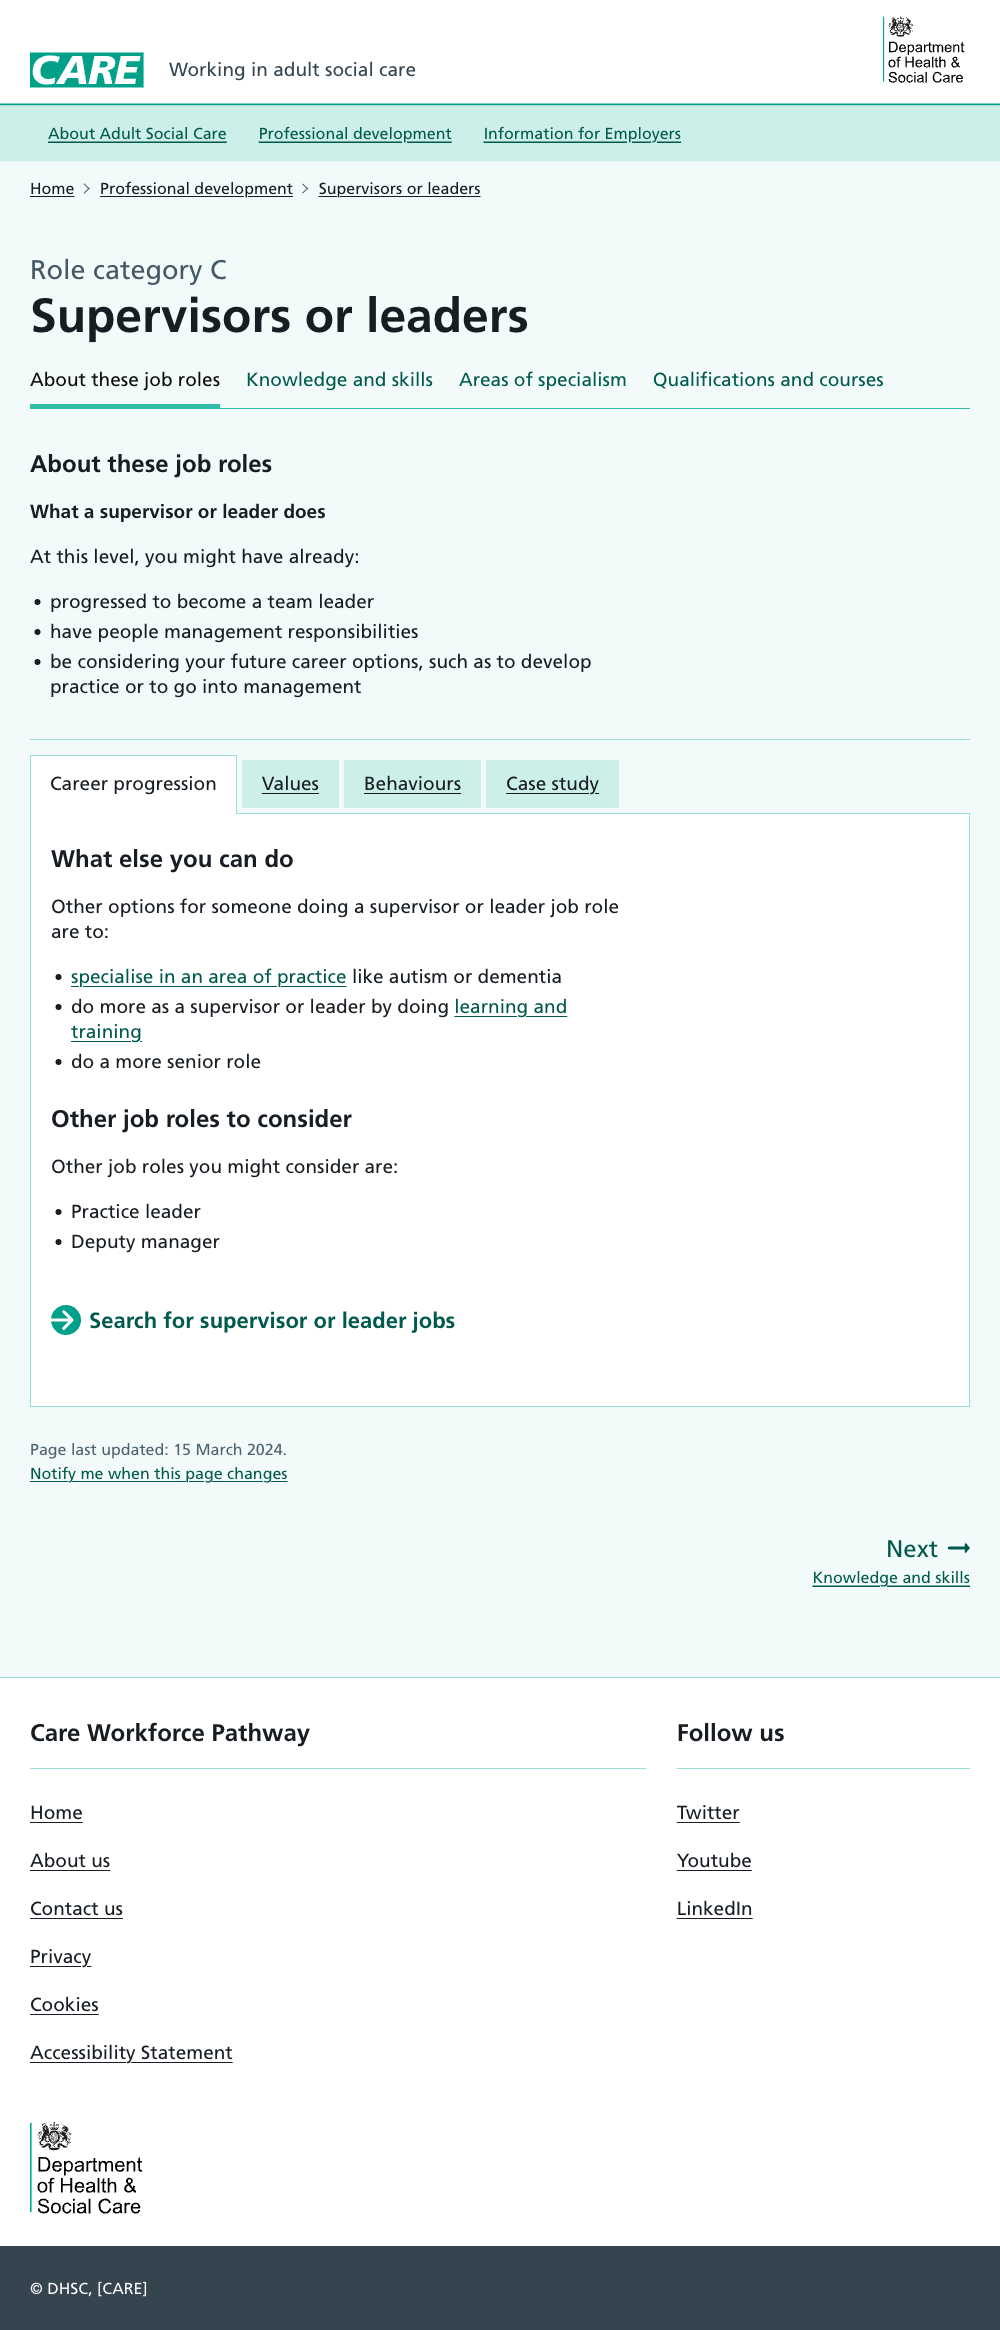 CARE
Working in adult social care
Department
of Health &
Social Care
About Adult Social Care
Professional development
Information for Employers
Home
Professional development
Supervisors or leaders
Role category C
Supervisors or leaders
About these job roles
Knowledge and skills
Areas of specialism
Qualifications and courses
About these job roles
What a supervisor or leader does
At this level, you might have already:
• progressed to become a team leader
• have people management responsibilities
• be considering your future career options, such as to develop
practice or to go into management
Career progression
Values
Behaviours
Case study
What else you can do
Other options for someone doing a supervisor or leader job role
are to:
• specialise in an area of practice like autism or dementia
• do more as a supervisor or leader by doing learning and
training
• do a more senior role
Other job roles to consider
Other job roles you might consider are:
• Practice leader
• Deputy manager
Search for supervisor or leader jobs
Page last updated: 15 March 2024.
Notify me when this page changes
Next
Knowledge and skills
Care Workforce Pathway
Home
About us
Contact us
Privacy
Cookies
Accessibility Statement
Follow us
Twitter
Youtube
LinkedIn
Department
of Health &
Social Care
© DHSC, [CARE]